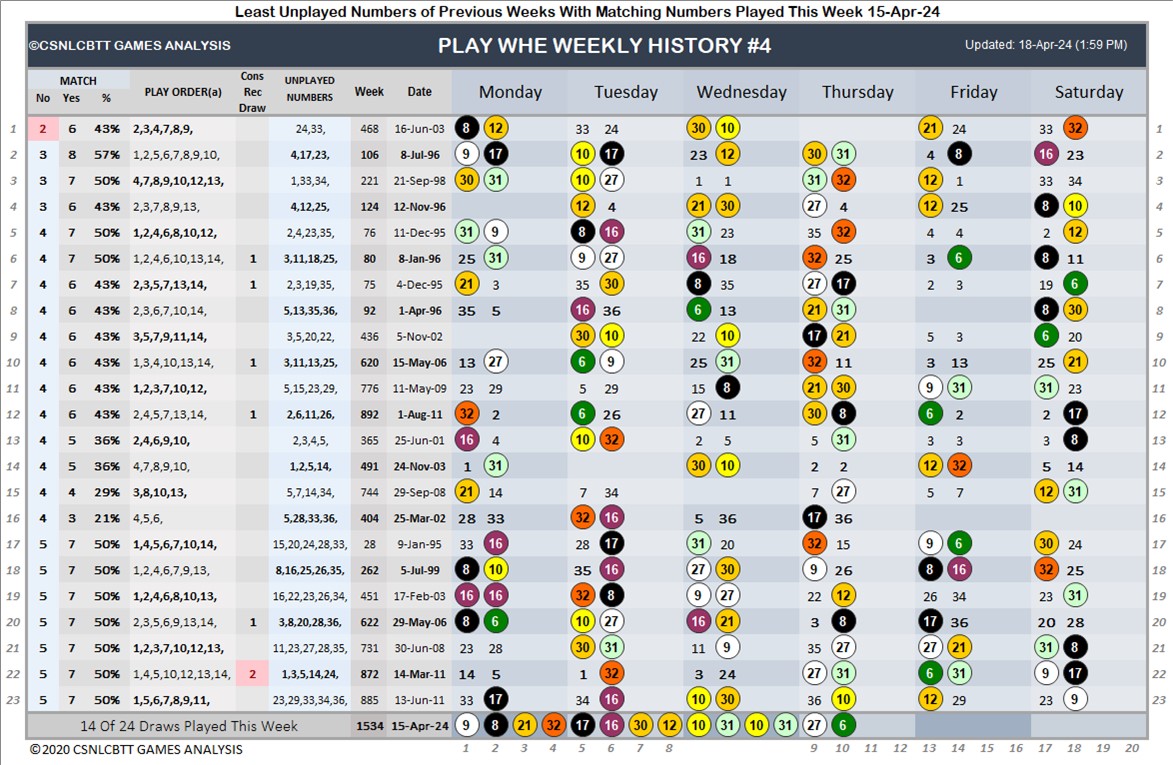 Least Unplayed Numbers of Previous Weeks With Matching Numbers Played This Week 15-Apr-24
©CSNLCBTT GAMES ANALYSIS PLAY WHE WEEKLY HISTORY #4 Updated: 18-Apr-24 (1:59 PM)
MATCH
No Yes % PLAY ORDER(a) Cons Rec Draw UNPLAYED NUMBERS Week Date Monday Tuesday Wednesday Thursday Friday Saturday
1 2 6 43% 2,3,4,7,8,9, 24,33, 468 16-Jun-03 8 12 33 24 30 10 21 24 33 32 1
2 3 8 57% 1,2,5,6,7,8,9,10, 4,17,23, 106 8-Jul-96 9 17 10 17 23 12 30 31 4 8 16 23 2
3 3 7 50% 4,7,8,9,10,12,13, 1,33,34, 221 21-Sep-98 30 31 10 27 1 1 31 32 12 1 33 34 3
4 3 6 43% 2,3,7,8,9,13, 4,12,25, 124 12-Nov-96 12 4 21 30 27 4 12 25 8 10 4
5 4 7 50% 1,2,4,6,8,10,12, 2,4,23,35, 76 11-Dec-95 31 9 8 16 31 23 35 32 4 4 2 12 5
6 4 7 50% 1,2,4,6,10,13,14, 1 3,11,18,25, 80 8-Jan-96 25 31 9 27 16 18 32 25 3 6 8 11 6
7 4 6 43% 2,3,5,7,13,14, 1 2,3,19,35, 75 4-Dec-95 21 3 35 30 8 35 27 17 2 3 19 6 7
8 4 6 43% 2,3,6,7,10,14, 5,13,35,36, 92 1-Apr-96 35 5 16 36 6 13 21 31 8 30 8
9 4 6 43% 3,5,7,9,11,14, 3,5,20,22, 436 5-Nov-02 30 10 22 10 17 21 5 3 6 20 9
10 4 6 43% 1,3,4,10,13,14, 1 3,11,13,25, 620 15-May-06 13 27 6 9 25 31 32 11 3 13 25 21 10
11 4 6 43% 1,2,3,7,10,12, 5,15,23,29, 776 11-May-09 23 29 5 29 15 8 21 30 9 31 31 23 11
12 4 6 43% 2,4,5,7,13,14, 1 2,6,11,26, 892 1-Aug-11 32 2 6 26 27 11 30 8 6 2 2 17 12
13 4 5 36% 2,4,6,9,10, 2,3,4,5, 365 25-Jun-01 16 4 10 32 2 5 5 31 3 3 3 8 13
14 4 5 36% 4,7,8,9,10, 1,2,5,14, 491 24-Nov-03 1 31 30 10 2 2 12 32 5 14 14
15 4 4 29% 3,8,10,13, 5,7,14,34, 744 29-Sep-08 21 14 7 34 7 27 5 7 12 31 15
16 4 3 21% 4,5,6, 5,28,33,36, 404 25-Mar-02 28 33 32 16 5 36 17 36 16
17 5 7 50% 1,4,5,6,7,10,14, 15,20,24,28,33, 28 9-Jan-95 33 16 28 17 31 20 32 15 9 6 30 24 17
18 5 7 50% 1,2,4,6,7,9,13, 8,16,25,26,35, 262 5-Jul-99 8 10 35 16 27 30 9 26 8 16 32 25 18
19 5 7 50% 1,2,4,6,8,10,13, 16,22,23,26,34, 451 17-Feb-03 16 16 32 8 9 27 22 12 26 34 23 31 19
20 5 7 50% 2,3,5,6,9,13,14, 1 3,8,20,28,36, 622 29-May-06 8 6 10 27 16 21 3 8 17 36 20 28 20
21 5 7 50% 1,2,3,7,10,12,13, 11,23,27,28,35, 731 30-Jun-08 23 28 30 31 11 9 35 27 27 21 31 8 21
22 5 7 50% 1,4,5,10,12,13,14, 2 1,3,5,14,24, 872 14-Mar-11 14 5 1 32 3 24 27 31 6 31 9 17 22
23 5 7 50% 1,5,6,7,8,9,11, 23,29,33,34,36, 885 13-Jun-11 33 17 34 16 10 30 36 10 12 29 23 9 23
14 Of 24 Draws Played This Week 1534 15-Apr-24 9 8 21 32 17 16 30 12 10 31 10 31 27 6
© 2020 CSNLCBTT GAMES ANALYSIS 1 2 3 4 5 6 7 8 9 10 11 12 13 14 15 16 17 18 19 20